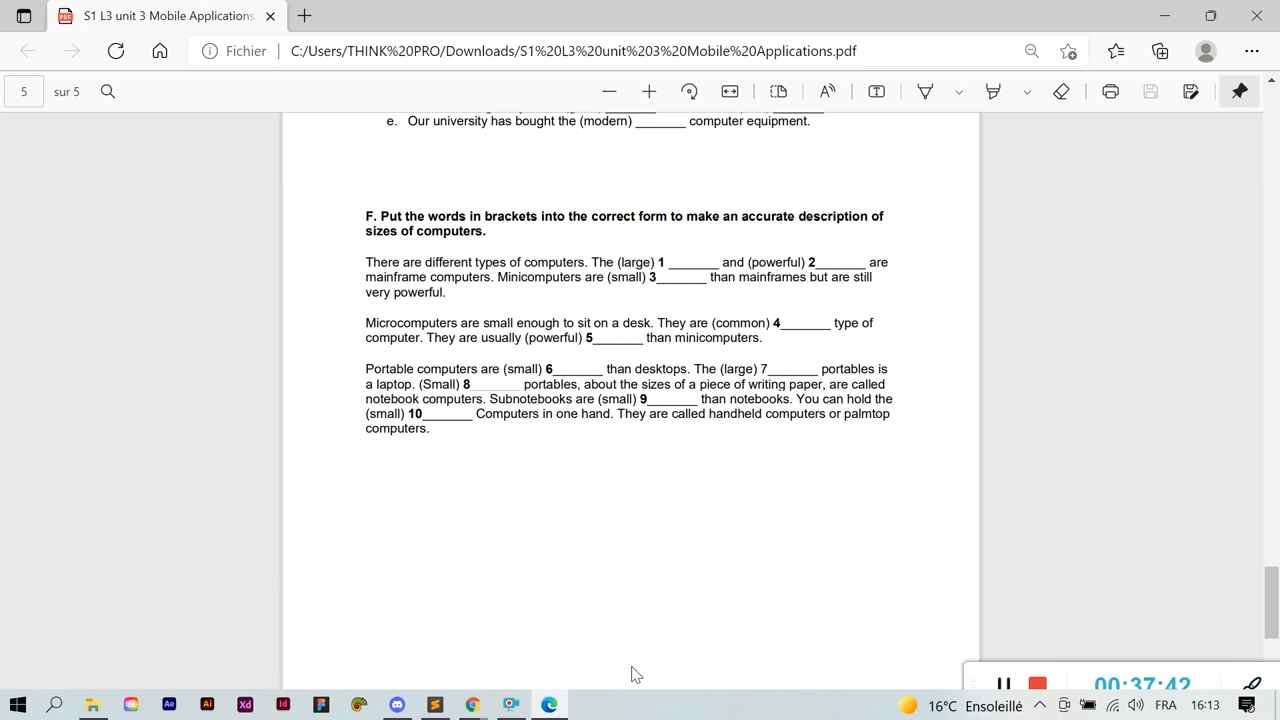 S1 L3 unit 3 Mobile Applications
Fichier C:/Users/THINK%20PRO/Downloads/S1%20L3%20unit%203%20Mobile%20Applications.pdf
5 sur 5
e. Our university has bought the (modern) _______ computer equipment.
F. Put the words in brackets into the correct form to make an accurate description of
sizes of computers.
There are different types of computers. The (large) 1 _______ and (powerful) 2_______ are
mainframe computers. Minicomputers are (small) 3_______ than mainframes but are still
very powerful.
Microcomputers are small enough to sit on a desk. They are (common) 4_______ type of
computer. They are usually (powerful) 5_______ than minicomputers.
Portable computers are (small) 6_______ than desktops. The (large) 7_______ portables is
a laptop. (Small) 8_______ portables, about the sizes of a piece of writing paper, are called
notebook computers. Subnotebooks are (small) 9_______ than notebooks. You can hold the
(small) 10_______ Computers in one hand. They are called handheld computers or palmtop
computers.
00:37:42
Ae Ai Xd Id 16°C Ensoleillé FRA 16:13